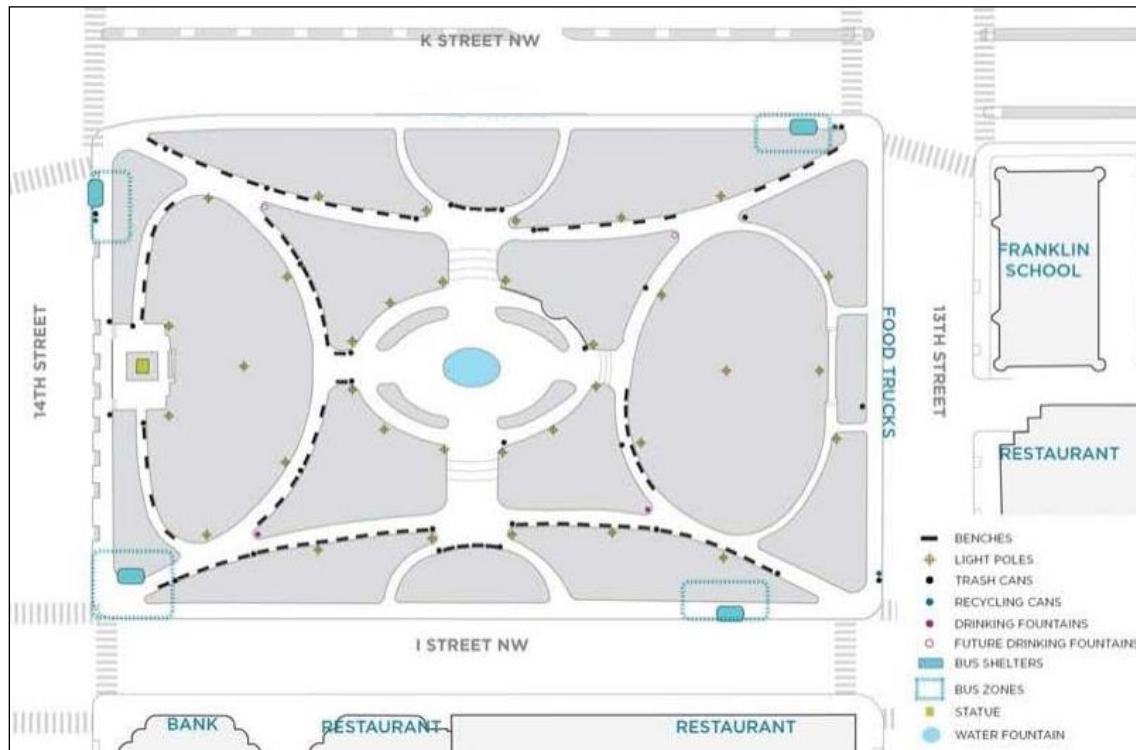 K STREET NW
FRANKLIN
SCHOOL
14TH STREET
FOOD TRUCKS
13TH STREET
RESTAURANT
BENCHES
LIGHT POLES
TRASH CANS
RECYCLING CANS
DRINKING FOUNTAINS
FUTURE DRINKING FOUNTAINS
BUS SHELTERS
BUS ZONES
STATUE
WATER FOUNTAIN
I STREET NW
BANK
RESTAURANT
RESTAURANT